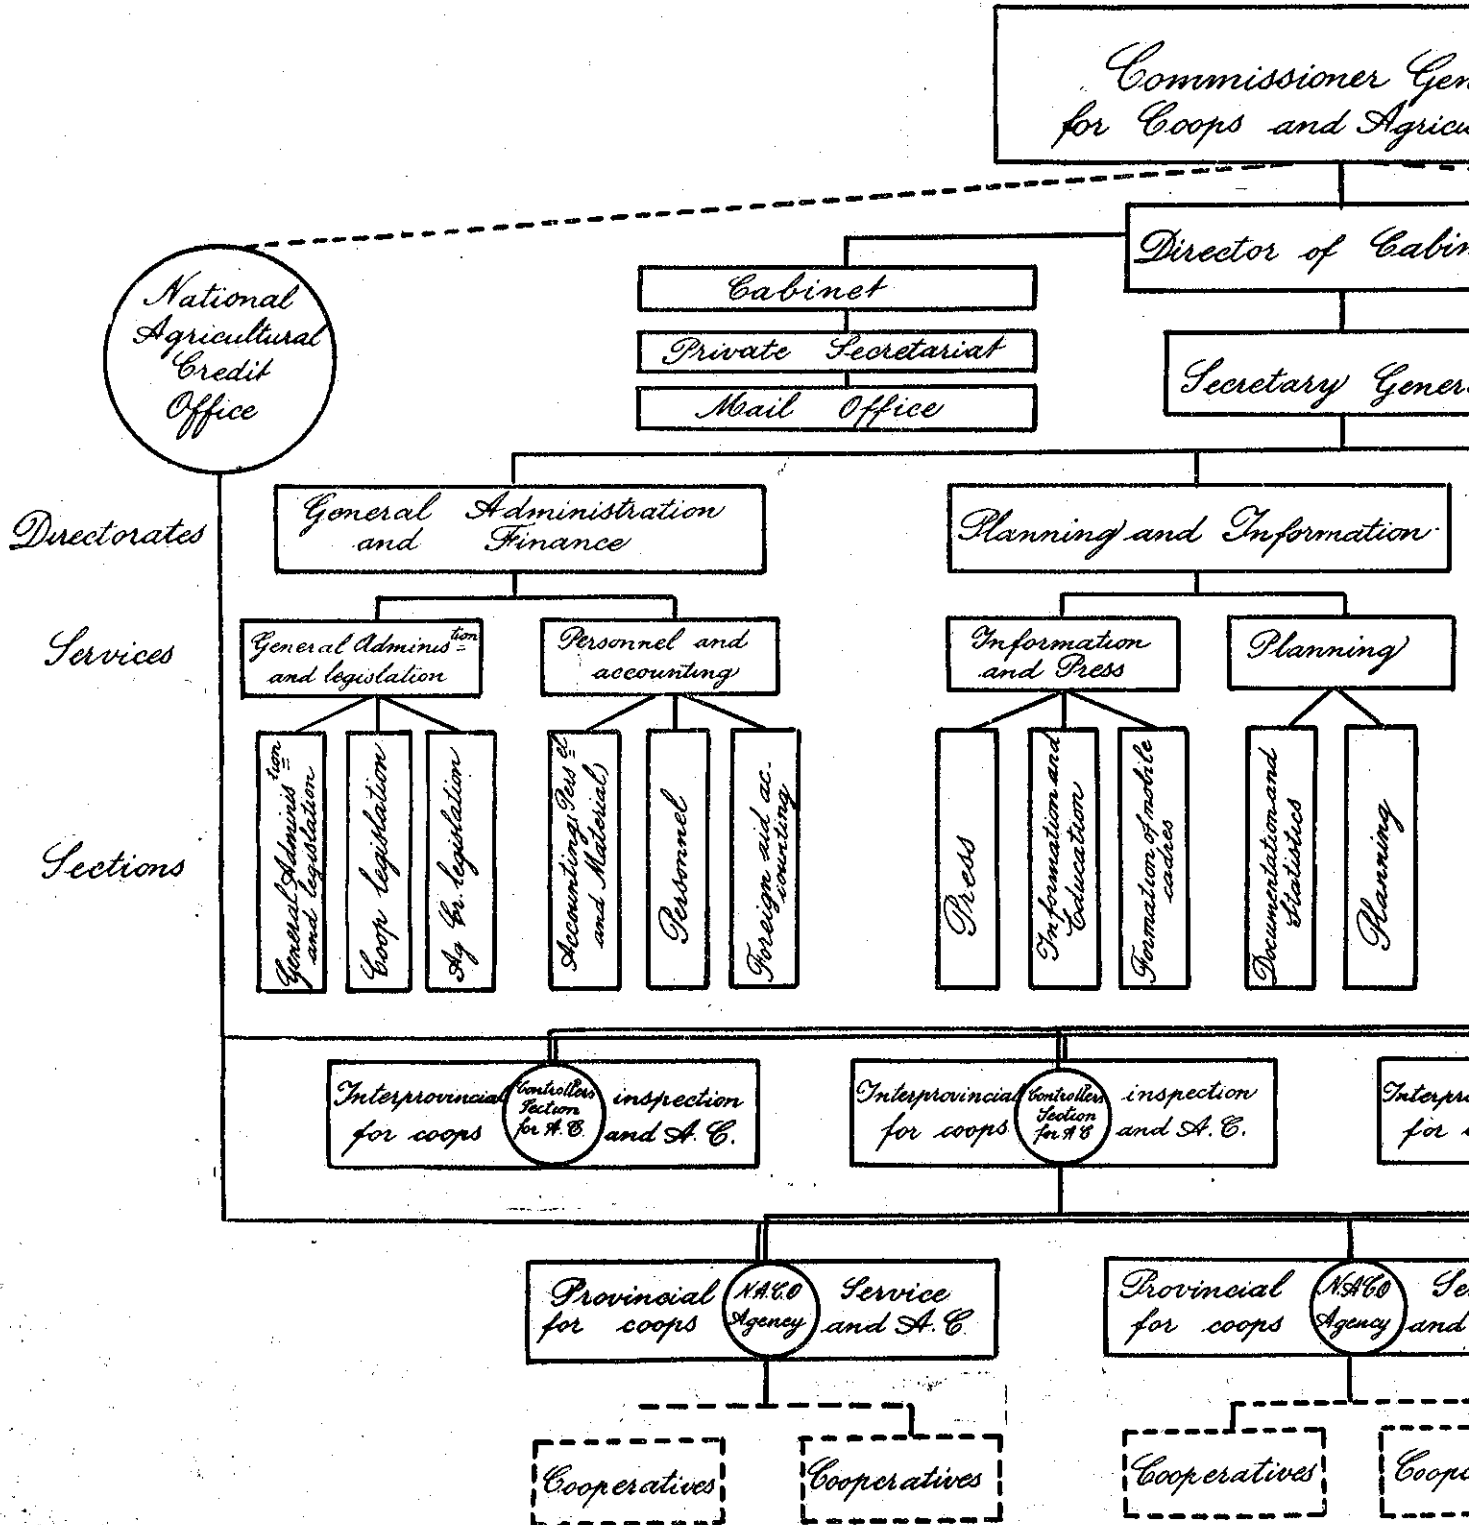 Commissioner Gen
for Coops and Agricu
Director of Cabin
Cabinet
Private Secretariat
Mail Office
Secretary Gener
National
Agricultural
Credit
Office
Directorates
General Administration
and Finance
Planning and Information
Services
General Adminis tion
and legislation
Personnel and
accounting
Information
and Press
Planning
Sections
General Adminis tion
and legislation
Coop legislation
Ag Cr. legislation
Accounting, Pers el
and Material)
Personnel
Foreign aid ac-
counting
Press
Information and
Education
Formation of mobile
cadres
Documentation and
Statistics
Planning
Interprovincial inspection
for coops and A.C.
Controllers
Section
for A.C.
Interprovincial inspection
for coops and A.C.
Controllers
Section
for A.C
Interpro
for c
Provincial Service
for coops and A.C.
N.A.C.O
Agency
Provincial Se
for coops and
N.A.C.O
Agency
Cooperatives
Cooperatives
Cooperatives
Coope